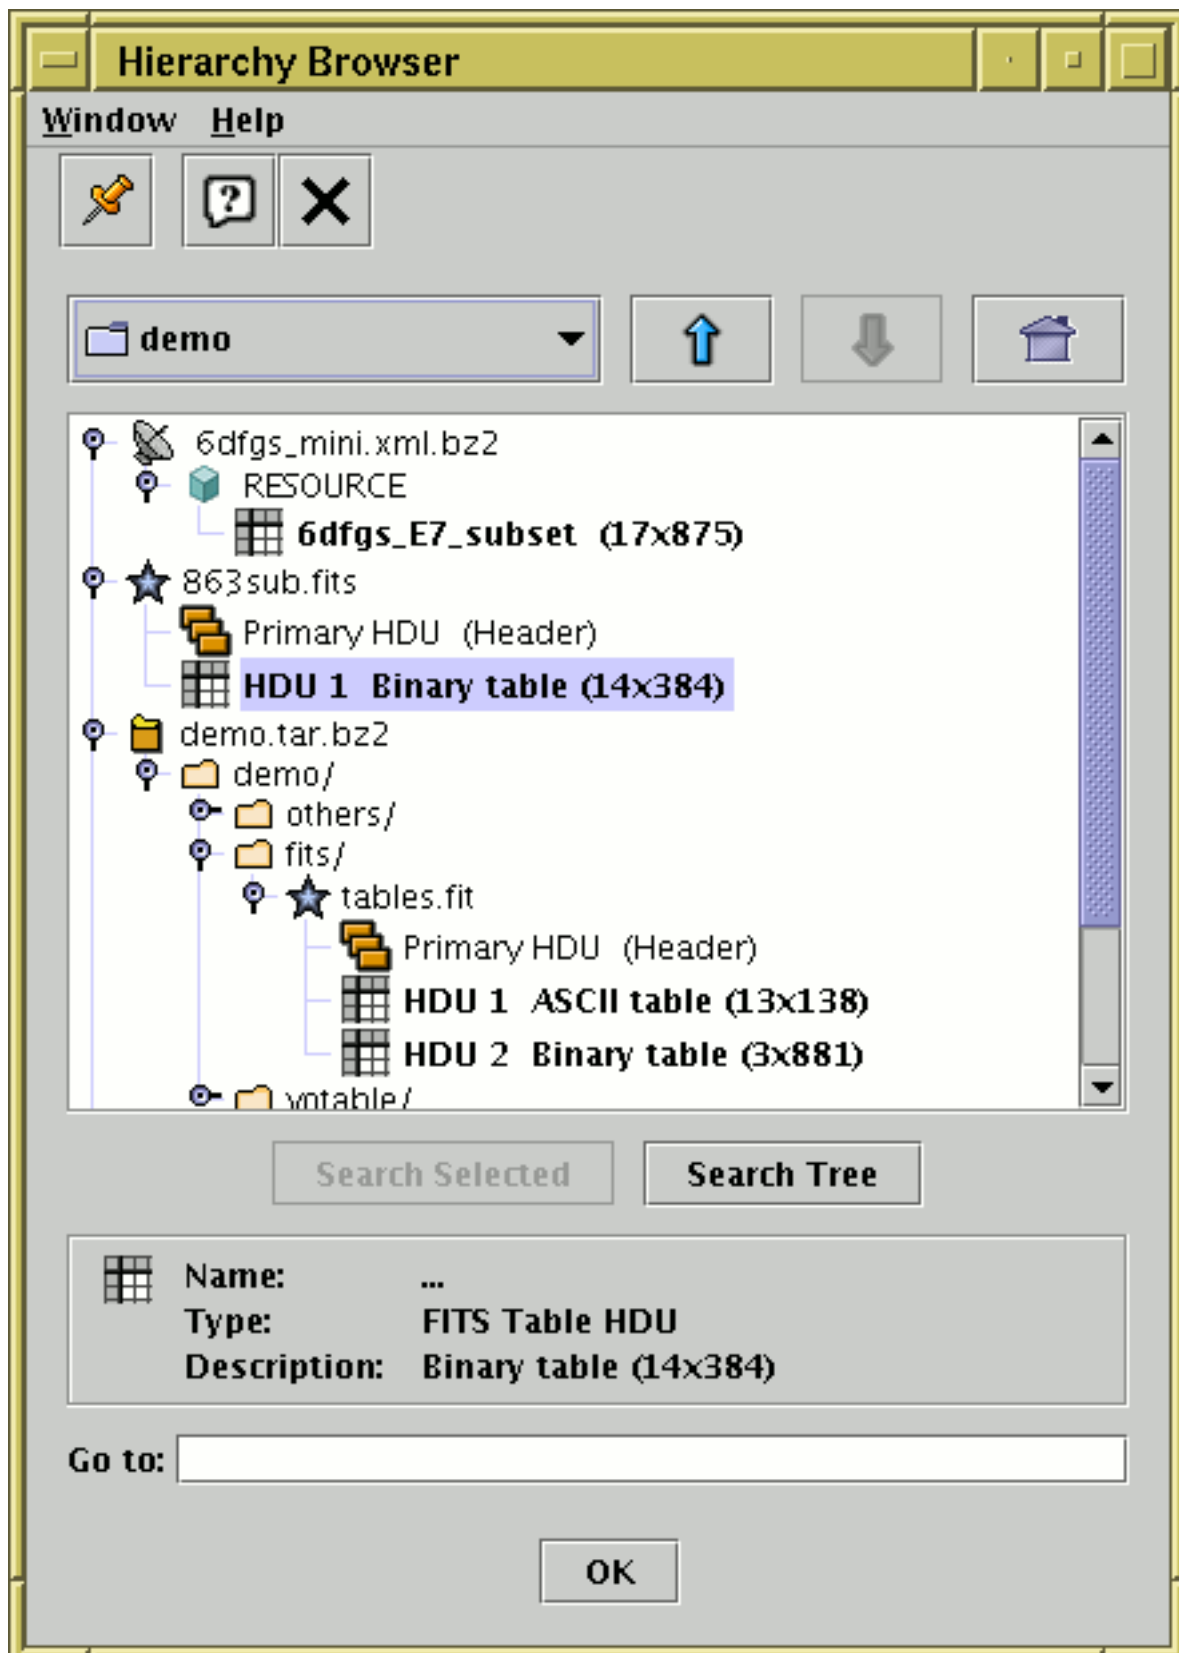 Hierarchy Browser
Window Help
demo
6dfgs_mini.xml.bz2
RESOURCE
6dfgs_E7_subset (17x875)
863sub.fits
Primary HDU (Header)
HDU 1 Binary table (14x384)
demo.tar.bz2
demo/
others/
fits/
tables.fit
Primary HDU (Header)
HDU 1 ASCII table (13x138)
HDU 2 Binary table (3x881)
votable/
Search Selected Search Tree
Name: ...
Type: FITS Table HDU
Description: Binary table (14x384)
Go to:
OK